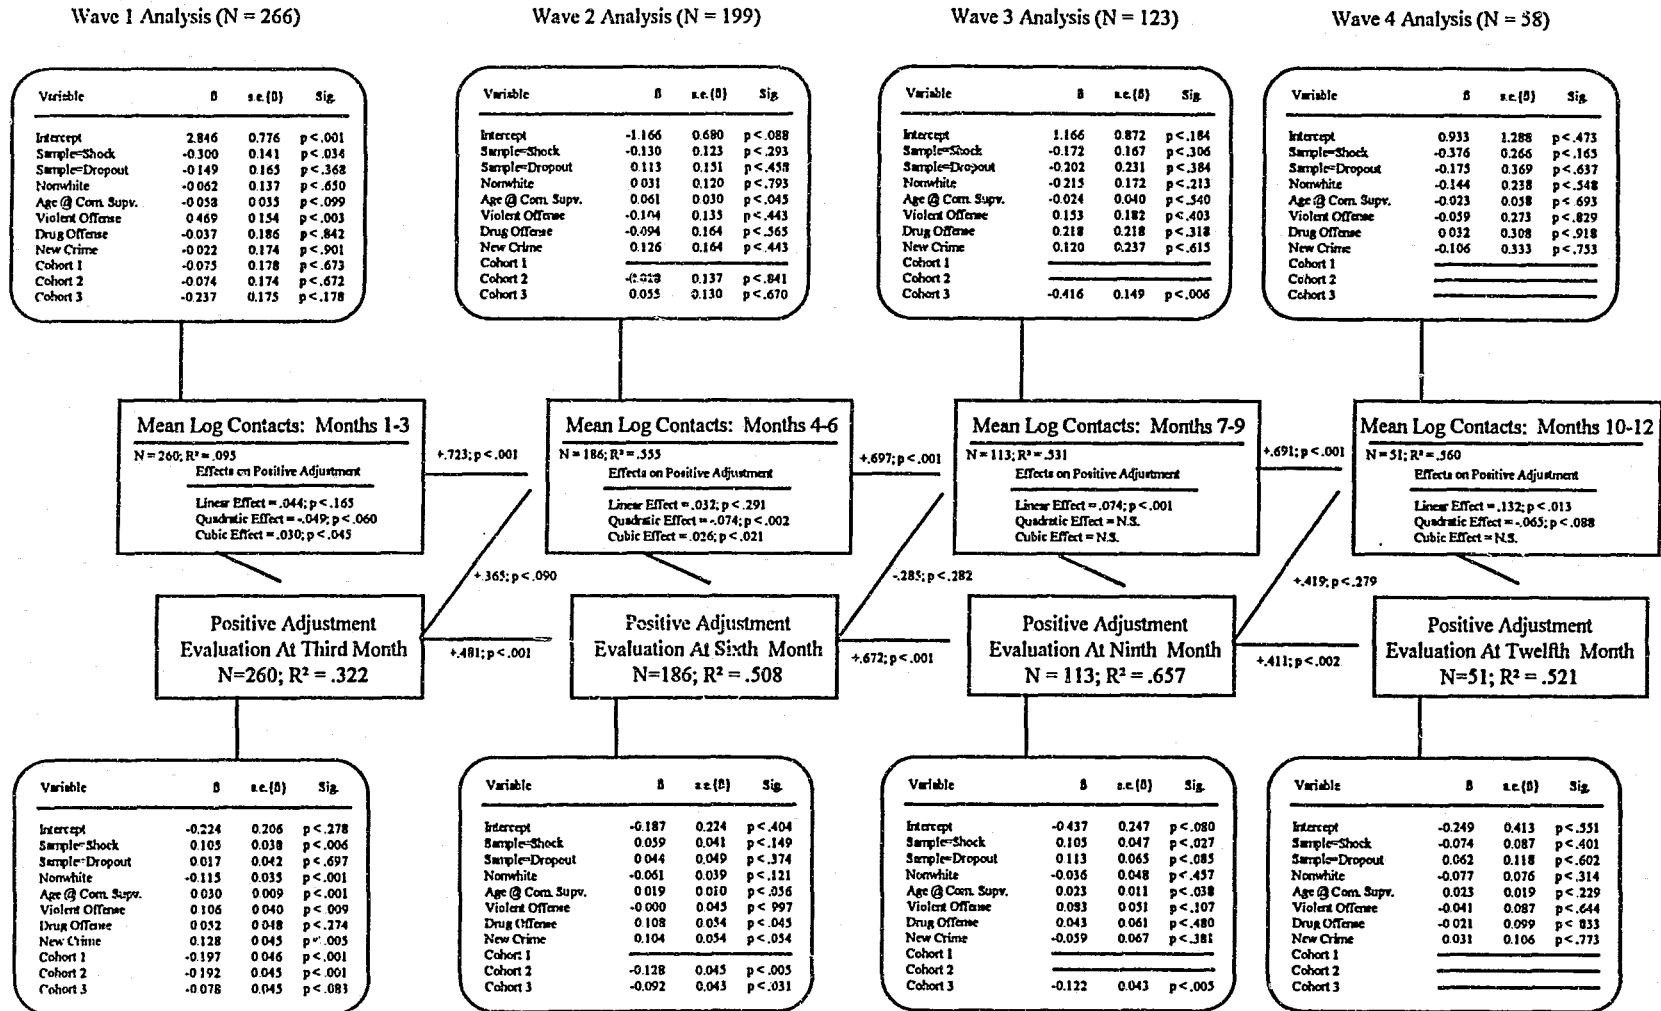 Wave 1 Analysis (N = 266)
Wave 2 Analysis (N = 199)
Wave 3 Analysis (N = 123)
Wave 4 Analysis (N = 58)
Variable B s.e.{B} Sig.
Intercept 2.846 0.776 p<.001
Sample=Shock -0.300 0.141 p<.034
Sample=Dropout -0.149 0.165 p<.368
Nonwhite -0.062 0.137 p<.650
Age @ Com. Supv. -0.058 0.035 p<.099
Violent Offense 0.469 0.154 p<.003
Drug Offense -0.037 0.186 p<.842
New Crime -0.022 0.174 p<.901
Cohort 1 -0.075 0.178 p<.673
Cohort 2 -0.074 0.174 p<.672
Cohort 3 -0.237 0.175 p<.178
Variable B s.e.{B} Sig.
Intercept -1.166 0.680 p<.088
Sample=Shock -0.130 0.123 p<.293
Sample=Dropout 0.113 0.151 p<.458
Nonwhite 0.031 0.120 p<.793
Age @ Com. Supv. 0.061 0.030 p<.045
Violent Offense -0.104 0.135 p<.443
Drug Offense -0.094 0.164 p<.565
New Crime 0.126 0.164 p<.443
Cohort 1
Cohort 2 0.137 p<.841
Cohort 3 0.055 0.130 p<.670
Variable B s.e.{B} Sig.
Intercept 1.166 0.872 p<.184
Sample=Shock -0.172 0.167 p<.306
Sample=Dropout -0.202 0.231 p<.384
Nonwhite -0.215 0.172 p<.213
Age @ Com. Supv. -0.024 0.040 p<.540
Violent Offense 0.153 0.182 p<.403
Drug Offense 0.218 0.218 p<.318
New Crime 0.120 0.237 p<.615
Cohort 1
Cohort 2
Cohort 3 -0.416 0.149 p<.006
Variable B s.e.{B} Sig.
Intercept 0.933 1.288 p<.473
Sample=Shock -0.376 0.266 p<.165
Sample=Dropout -0.175 0.369 p<.637
Nonwhite -0.144 0.238 p<.548
Age @ Com. Supv. -0.023 0.058 p<.693
Violent Offense -0.059 0.273 p<.829
Drug Offense 0.032 0.308 p<.918
New Crime -0.106 0.333 p<.753
Cohort 1
Cohort 2
Cohort 3
Mean Log Contacts: Months 1-3
N = 260; R² = .095
Effects on Positive Adjustment
Linear Effect = .044; p<.165
Quadratic Effect = -.049; p<.060
Cubic Effect = .030; p<.045
+.723; p<.001
Mean Log Contacts: Months 4-6
N = 186; R² = .555
Effects on Positive Adjustment
Linear Effect = .032; p<.291
Quadratic Effect = -.074; p<.002
Cubic Effect = .026; p<.021
+.697; p<.001
Mean Log Contacts: Months 7-9
N = 113; R² = .531
Effects on Positive Adjustment
Linear Effect = .074; p<.001
Quadratic Effect = N.S.
Cubic Effect = N.S.
+.691; p<.001
Mean Log Contacts: Months 10-12
N = 51; R² = .560
Effects on Positive Adjustment
Linear Effect = .132; p<.013
Quadratic Effect = -.065; p<.088
Cubic Effect = N.S.
+.365; p<.090
-.285; p<.282
+.419; p<.279
Positive Adjustment
Evaluation At Third Month
N=260; R² = .322
+.481; p<.001
Positive Adjustment
Evaluation At Sixth Month
N=186; R² = .508
+.672; p<.001
Positive Adjustment
Evaluation At Ninth Month
N = 113; R² = .657
+.411; p<.002
Positive Adjustment
Evaluation At Twelfth Month
N=51; R² = .521
Variable B s.e.{B} Sig.
Intercept -0.224 0.206 p<.278
Sample=Shock 0.105 0.038 p<.006
Sample=Dropout 0.017 0.042 p<.697
Nonwhite -0.115 0.035 p<.001
Age @ Com. Supv. 0.030 0.009 p<.001
Violent Offense 0.106 0.040 p<.009
Drug Offense 0.052 0.048 p<.274
New Crime 0.128 0.045 p<.005
Cohort 1 -0.197 0.046 p<.001
Cohort 2 -0.192 0.045 p<.001
Cohort 3 -0.078 0.045 p<.083
Variable B s.e.{B} Sig.
Intercept -0.187 0.224 p<.404
Sample=Shock 0.059 0.041 p<.149
Sample=Dropout 0.044 0.049 p<.374
Nonwhite -0.061 0.039 p<.121
Age @ Com. Supv. 0.019 0.010 p<.056
Violent Offense -0.000 0.045 p<.997
Drug Offense 0.108 0.054 p<.045
New Crime 0.104 0.054 p<.054
Cohort 1
Cohort 2 -0.128 0.045 p<.005
Cohort 3 -0.092 0.043 p<.031
Variable B s.e.{B} Sig.
Intercept -0.437 0.247 p<.080
Sample=Shock 0.105 0.047 p<.027
Sample=Dropout 0.113 0.065 p<.085
Nonwhite -0.036 0.048 p<.457
Age @ Com. Supv. 0.023 0.011 p<.038
Violent Offense 0.083 0.051 p<.107
Drug Offense 0.043 0.061 p<.480
New Crime -0.059 0.067 p<.381
Cohort 1
Cohort 2
Cohort 3 -0.122 0.043 p<.005
Variable B s.e.{B} Sig.
Intercept -0.249 0.413 p<.551
Sample=Shock -0.074 0.087 p<.401
Sample=Dropout 0.062 0.118 p<.602
Nonwhite -0.077 0.076 p<.314
Age @ Com. Supv. 0.023 0.019 p<.229
Violent Offense -0.041 0.087 p<.644
Drug Offense -0.021 0.099 p<.833
New Crime 0.031 0.106 p<.773
Cohort 1
Cohort 2
Cohort 3